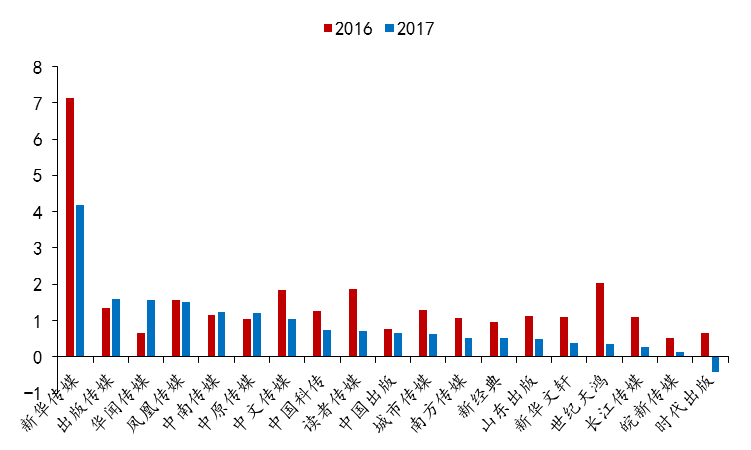 2016 2017
8
7
6
5
4
3
2
1
0
-1
新华传媒
出版传媒
华闻传媒
凤凰传媒
中南传媒
中原传媒
中文传媒
中国科传
读者传媒
中国出版
城市传媒
南方传媒
新经典
山东出版
新华文轩
世纪天鸿
长江传媒
皖新传媒
时代出版